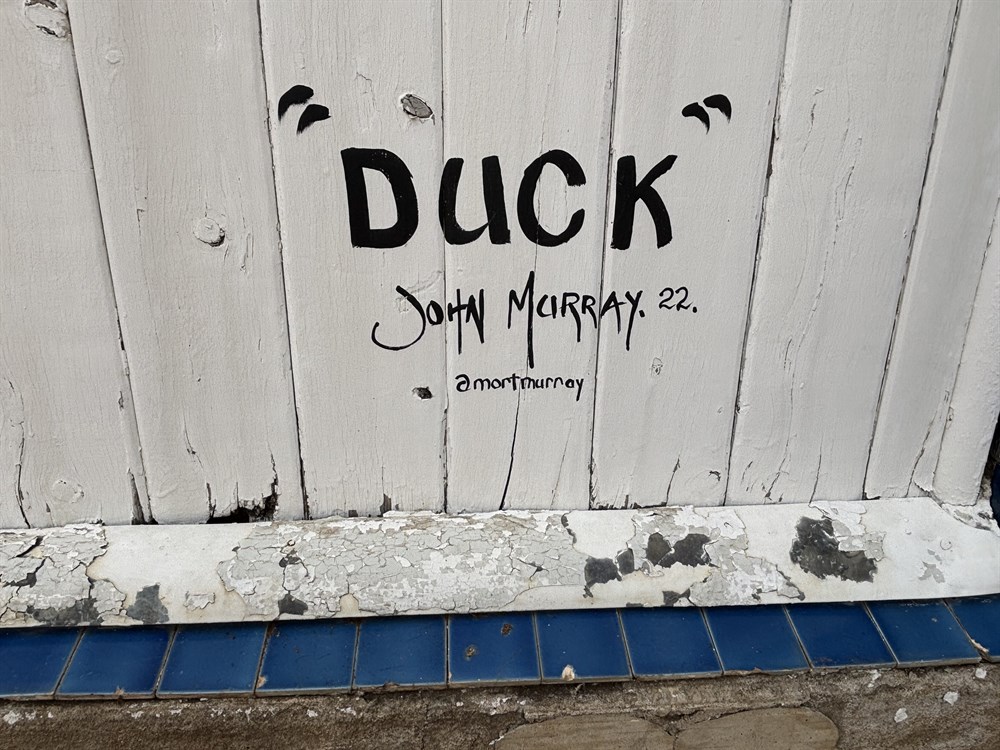 "DUCK"
JOHN MURRAY. 22.
@mortmurray